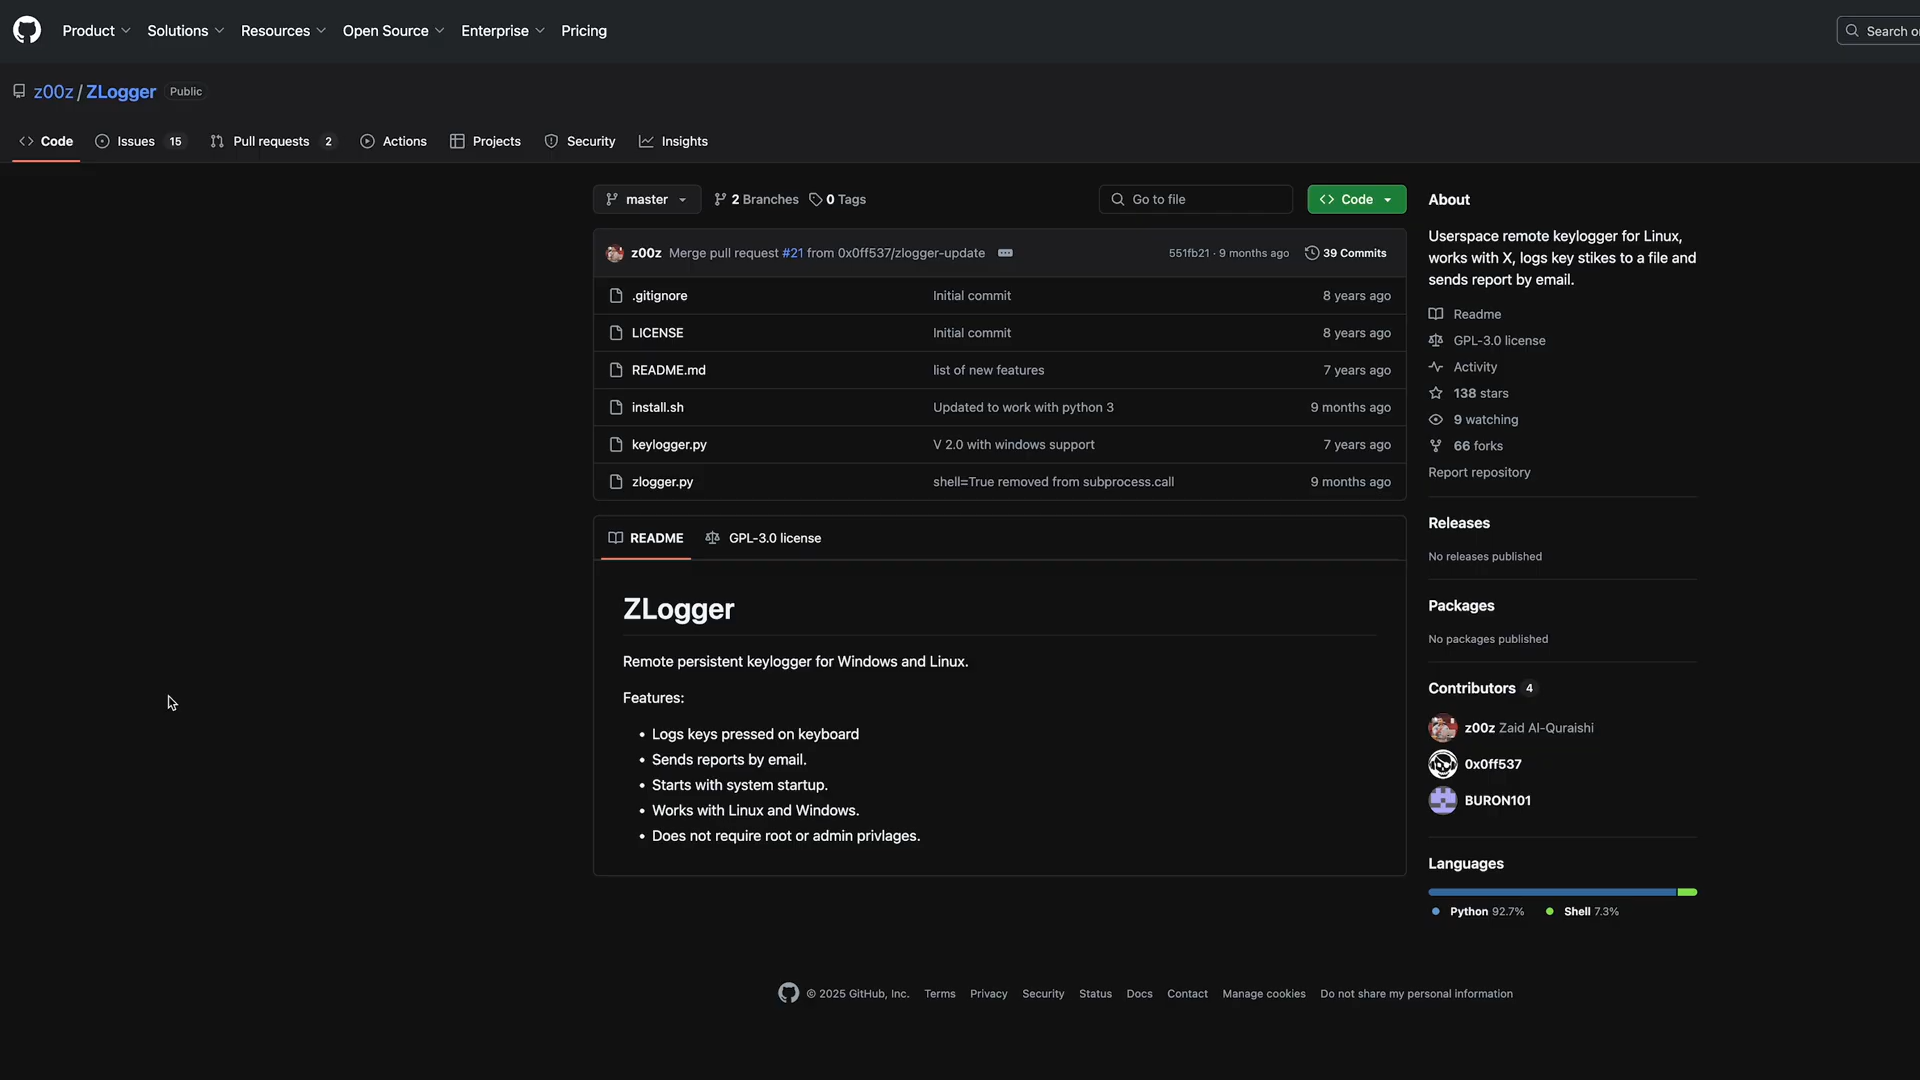 Product Solutions Resources Open Source Enterprise Pricing Search or
z00z / ZLogger Public
Code Issues 15 Pull requests 2 Actions Projects Security Insights
master 2 Branches 0 Tags Go to file Code
z00z Merge pull request #21 from 0x0ff537/zlogger-update 551fb21 · 9 months ago 39 Commits
.gitignore Initial commit 8 years ago
LICENSE Initial commit 8 years ago
README.md list of new features 7 years ago
install.sh Updated to work with python 3 9 months ago
keylogger.py V 2.0 with windows support 7 years ago
zlogger.py shell=True removed from subprocess.call 9 months ago
README GPL-3.0 license
ZLogger
Remote persistent keylogger for Windows and Linux.
Features:
• Logs keys pressed on keyboard
• Sends reports by email.
• Starts with system startup.
• Works with Linux and Windows.
• Does not require root or admin privlages.
About
Userspace remote keylogger for Linux,
works with X, logs key stikes to a file and
sends report by email.
Readme
GPL-3.0 license
Activity
138 stars
9 watching
66 forks
Report repository
Releases
No releases published
Packages
No packages published
Contributors 4
z00z Zaid Al-Quraishi
0x0ff537
BURON101
Languages
Python 92.7% Shell 7.3%
© 2025 GitHub, Inc. Terms Privacy Security Status Docs Contact Manage cookies Do not share my personal information